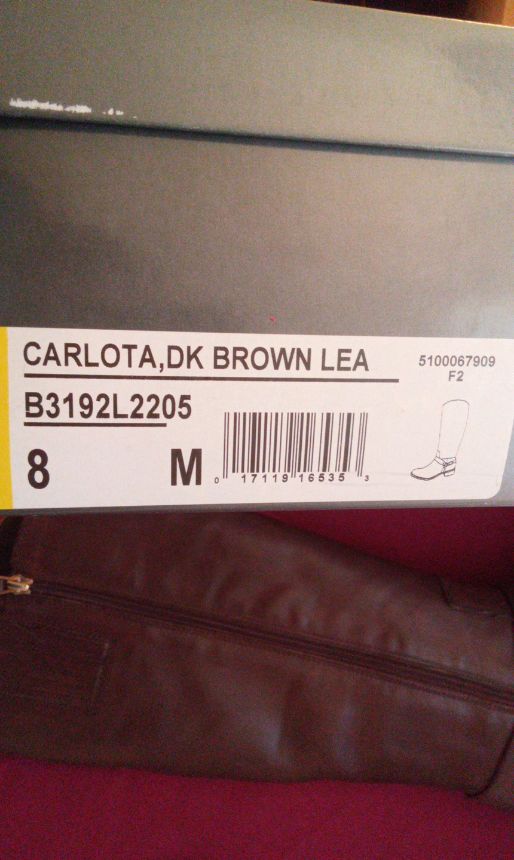 CARLOTA,DK BROWN LEA
5100067909
F2
B3192L2205
8 M
0 17119 16535 3